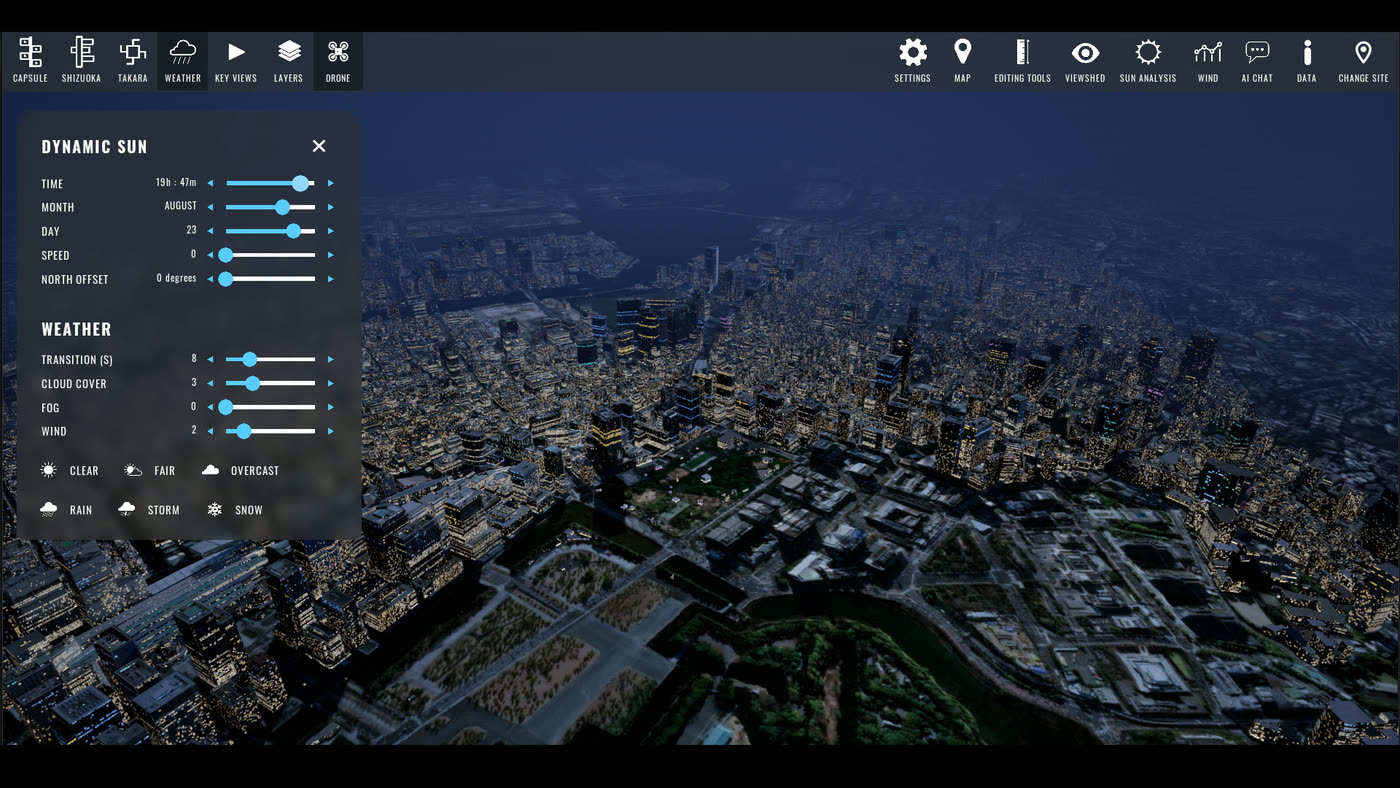 CAPSULE SHIZUOKA TAKARA WEATHER KEY VIEWS LAYERS DRONE SETTINGS MAP EDITING TOOLS VIEWSHED SUN ANALYSIS WIND AI CHAT DATA CHANGE SITE
DYNAMIC SUN
TIME 19h : 47m
MONTH AUGUST
DAY 23
SPEED 0
NORTH OFFSET 0 degrees
WEATHER
TRANSITION (S) 8
CLOUD COVER 3
FOG 0
WIND 2
CLEAR FAIR OVERCAST
RAIN STORM SNOW